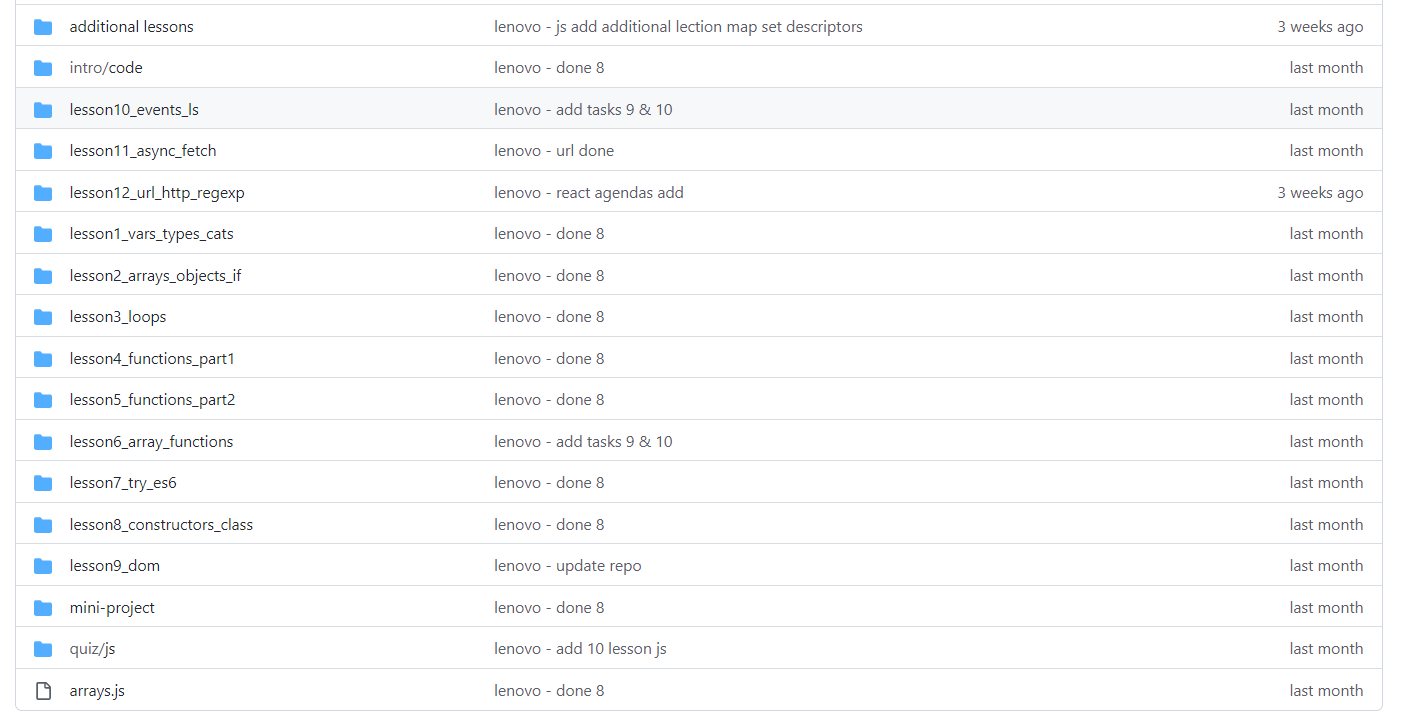 additional lessons lenovo - js add additional lection map set descriptors 3 weeks ago
intro/code lenovo - done 8 last month
lesson10_events_ls lenovo - add tasks 9 & 10 last month
lesson11_async_fetch lenovo - url done last month
lesson12_url_http_regexp lenovo - react agendas add 3 weeks ago
lesson1_vars_types_cats lenovo - done 8 last month
lesson2_arrays_objects_if lenovo - done 8 last month
lesson3_loops lenovo - done 8 last month
lesson4_functions_part1 lenovo - done 8 last month
lesson5_functions_part2 lenovo - done 8 last month
lesson6_array_functions lenovo - add tasks 9 & 10 last month
lesson7_try_es6 lenovo - done 8 last month
lesson8_constructors_class lenovo - done 8 last month
lesson9_dom lenovo - update repo last month
mini-project lenovo - done 8 last month
quiz/js lenovo - add 10 lesson js last month
arrays.js lenovo - done 8 last month